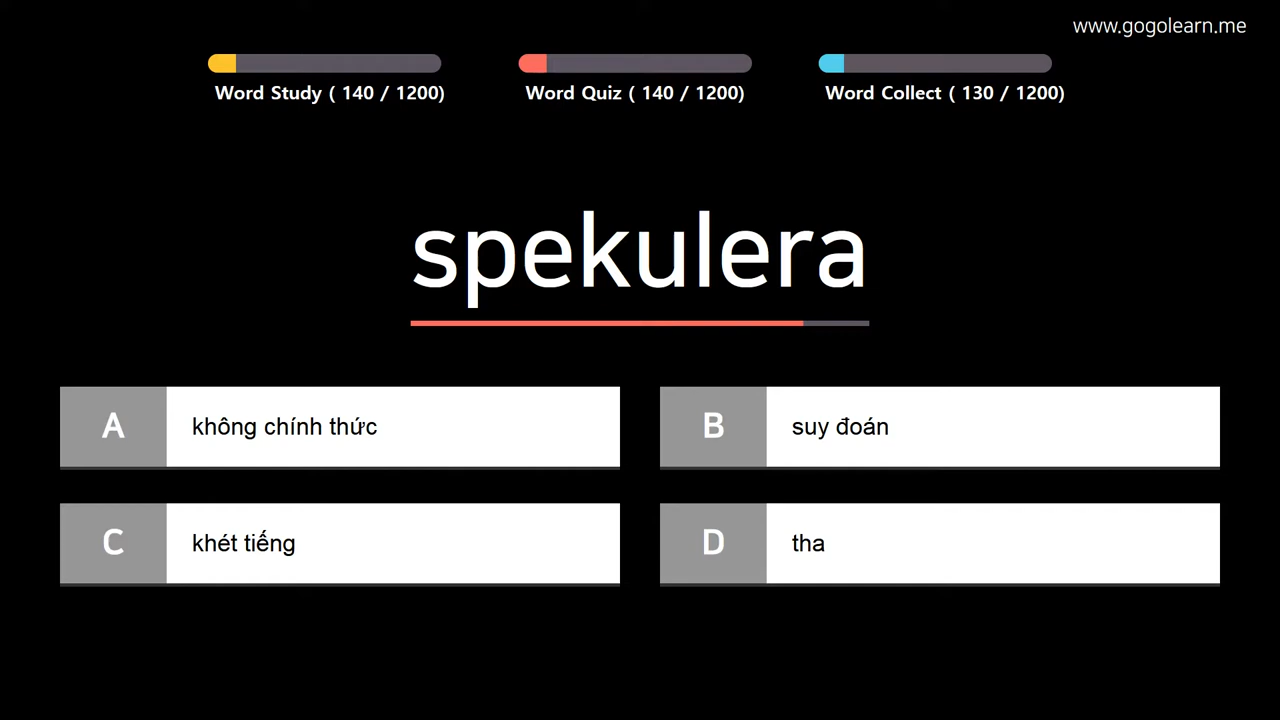 www.gogolearn.me
Word Study ( 140 / 1200)
Word Quiz ( 140 / 1200)
Word Collect ( 130 / 1200)
spekulera
A
không chính thức
B
suy đoán
C
khét tiếng
D
tha